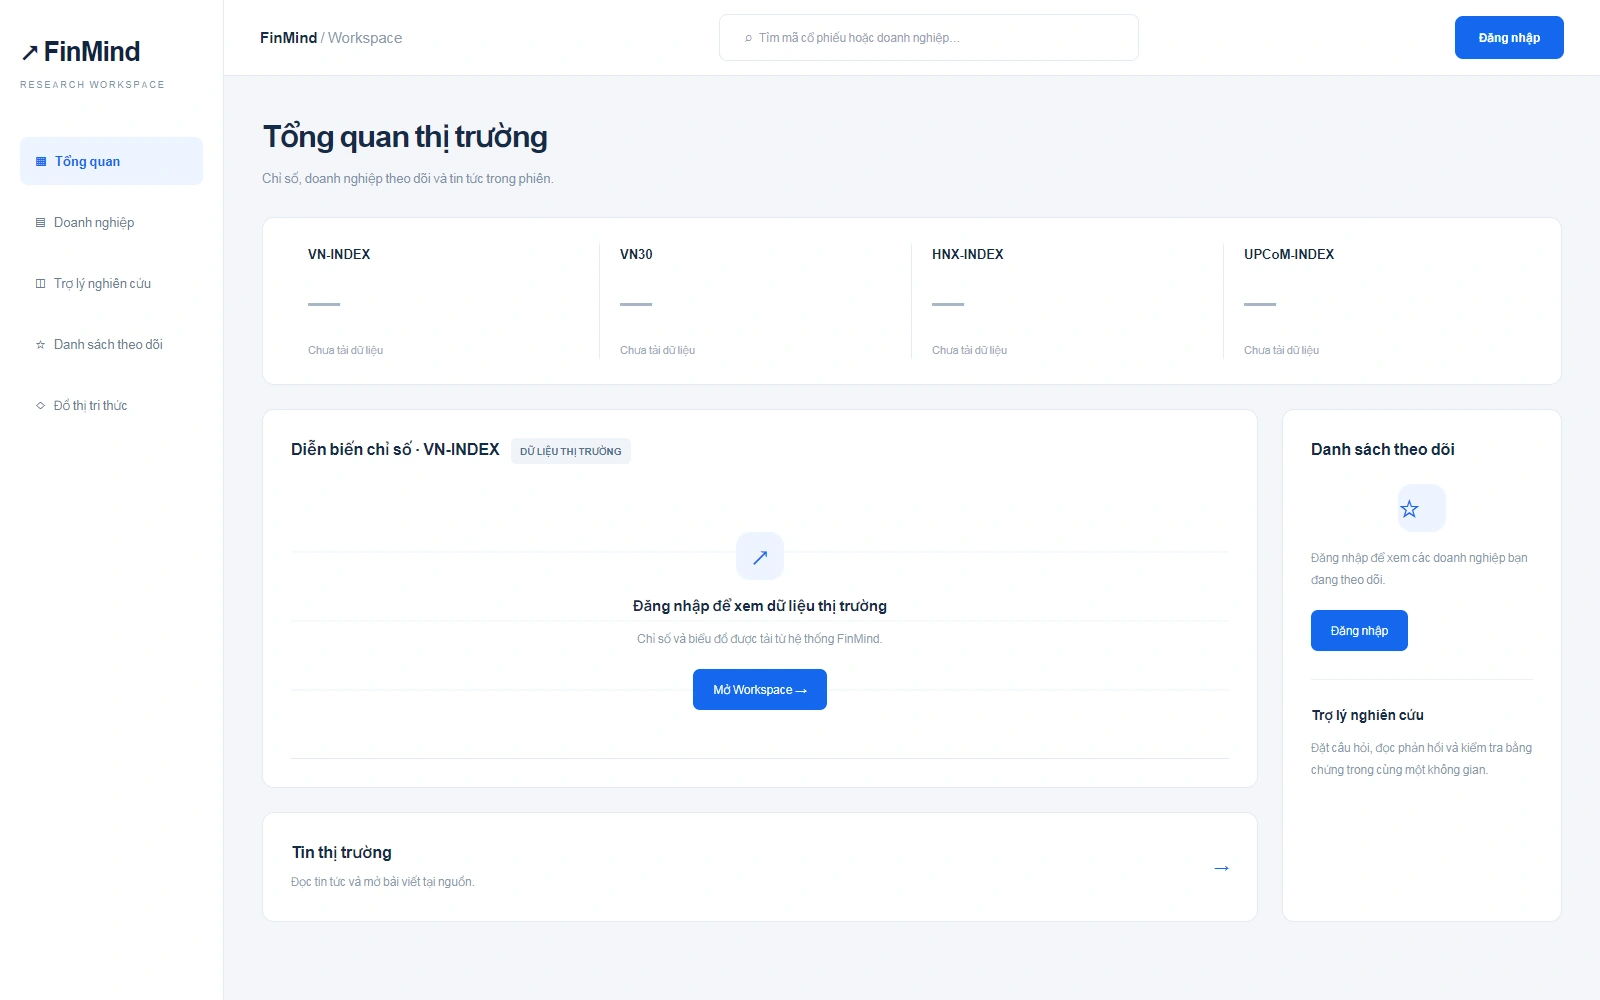 FinMind
RESEARCH WORKSPACE
Tổng quan
Doanh nghiệp
Trợ lý nghiên cứu
Danh sách theo dõi
Đồ thị tri thức
FinMind / Workspace
Tìm mã cổ phiếu hoặc doanh nghiệp...
Đăng nhập
Tổng quan thị trường
Chỉ số, doanh nghiệp theo dõi và tin tức trong phiên.
VN-INDEX
—
Chưa tải dữ liệu
VN30
—
Chưa tải dữ liệu
HNX-INDEX
—
Chưa tải dữ liệu
UPCoM-INDEX
—
Chưa tải dữ liệu
Diễn biến chỉ số · VN-INDEX
DỮ LIỆU THỊ TRƯỜNG
Đăng nhập để xem dữ liệu thị trường
Chỉ số và biểu đồ được tải từ hệ thống FinMind.
Mở Workspace →
Tin thị trường
Đọc tin tức và mở bài viết tại nguồn.
→
Danh sách theo dõi
Đăng nhập để xem các doanh nghiệp bạn
đang theo dõi.
Đăng nhập
Trợ lý nghiên cứu
Đặt câu hỏi, đọc phản hồi và kiểm tra bằng
chứng trong cùng một không gian.